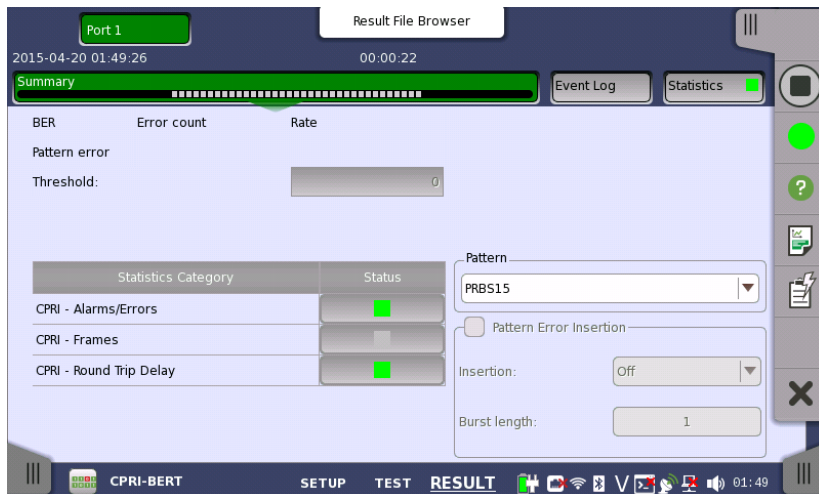 Port 1
Result File Browser
2015-04-20 01:49:26
00:00:22
Summary
Event Log
Statistics
BER
Error count
Rate
Pattern error
Threshold:
0
Statistics Category
Status
CPRI - Alarms/Errors
CPRI - Frames
CPRI - Round Trip Delay
Pattern
PRBS15
Pattern Error Insertion
Insertion:
Off
Burst length:
1
CPRI-BERT
SETUP
TEST
RESULT
V
01:49